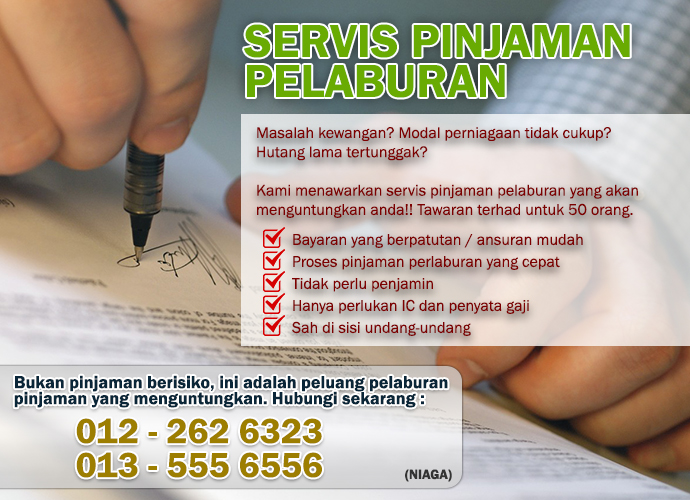 SERVIS PINJAMAN
PELABURAN
Masalah kewangan? Modal perniagaan tidak cukup?
Hutang lama tertunggak?
Kami menawarkan servis pinjaman pelaburan yang akan
menguntungkan anda!! Tawaran terhad untuk 50 orang.
Bayaran yang berpatutan / ansuran mudah
Proses pinjaman perlaburan yang cepat
Tidak perlu penjamin
Hanya perlukan IC dan penyata gaji
Sah di sisi undang-undang
Bukan pinjaman berisiko, ini adalah peluang pelaburan
pinjaman yang menguntungkan. Hubungi sekarang :
012 - 262 6323
013 - 555 6556
(NIAGA)